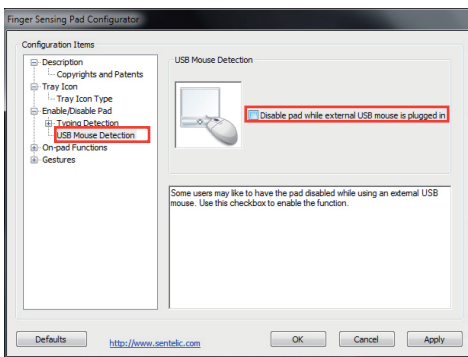 Finger Sensing Pad Configurator
Configuration Items
Description
Copyrights and Patents
Tray Icon
Tray Icon Type
Enable/Disable Pad
Typing Detection
USB Mouse Detection
On-pad Functions
Gestures
USB Mouse Detection
Disable pad while external USB mouse is plugged in
Some users may like to have the pad disabled while using an external USB
mouse. Use this checkbox to enable the function.
Defaults
http://www.sentelic.com
OK
Cancel
Apply